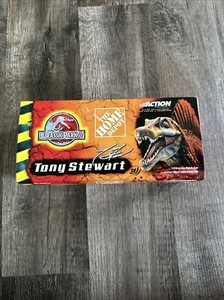 JURASSIC PARK III
THE
HOME
DEPOT
ACTION
Tony Stewart